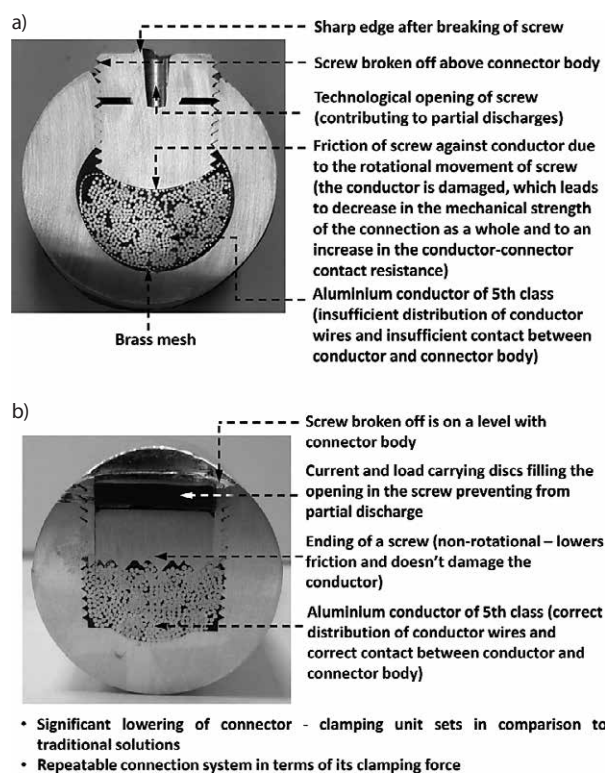 a)
Sharp edge after breaking of screw
Screw broken off above connector body
Technological opening of screw
(contributing to partial discharges)
Friction of screw against conductor due
to the rotational movement of screw
(the conductor is damaged, which leads
to decrease in the mechanical strength
of the connection as a whole and to an
increase in the conductor-connector
contact resistance)
Aluminium conductor of 5th class
(insufficient distribution of conductor
wires and insufficient contact between
conductor and connector body)
Brass mesh
b)
Screw broken off is on a level with
connector body
Current and load carrying discs filling the
opening in the screw preventing from
partial discharge
Ending of a screw (non-rotational – lowers
friction and doesn't damage the
conductor)
Aluminium conductor of 5th class (correct
distribution of conductor wires and
correct contact between conductor and
connector body)
• Significant lowering of connector - clamping unit sets in comparison to
traditional solutions
• Repeatable connection system in terms of its clamping force